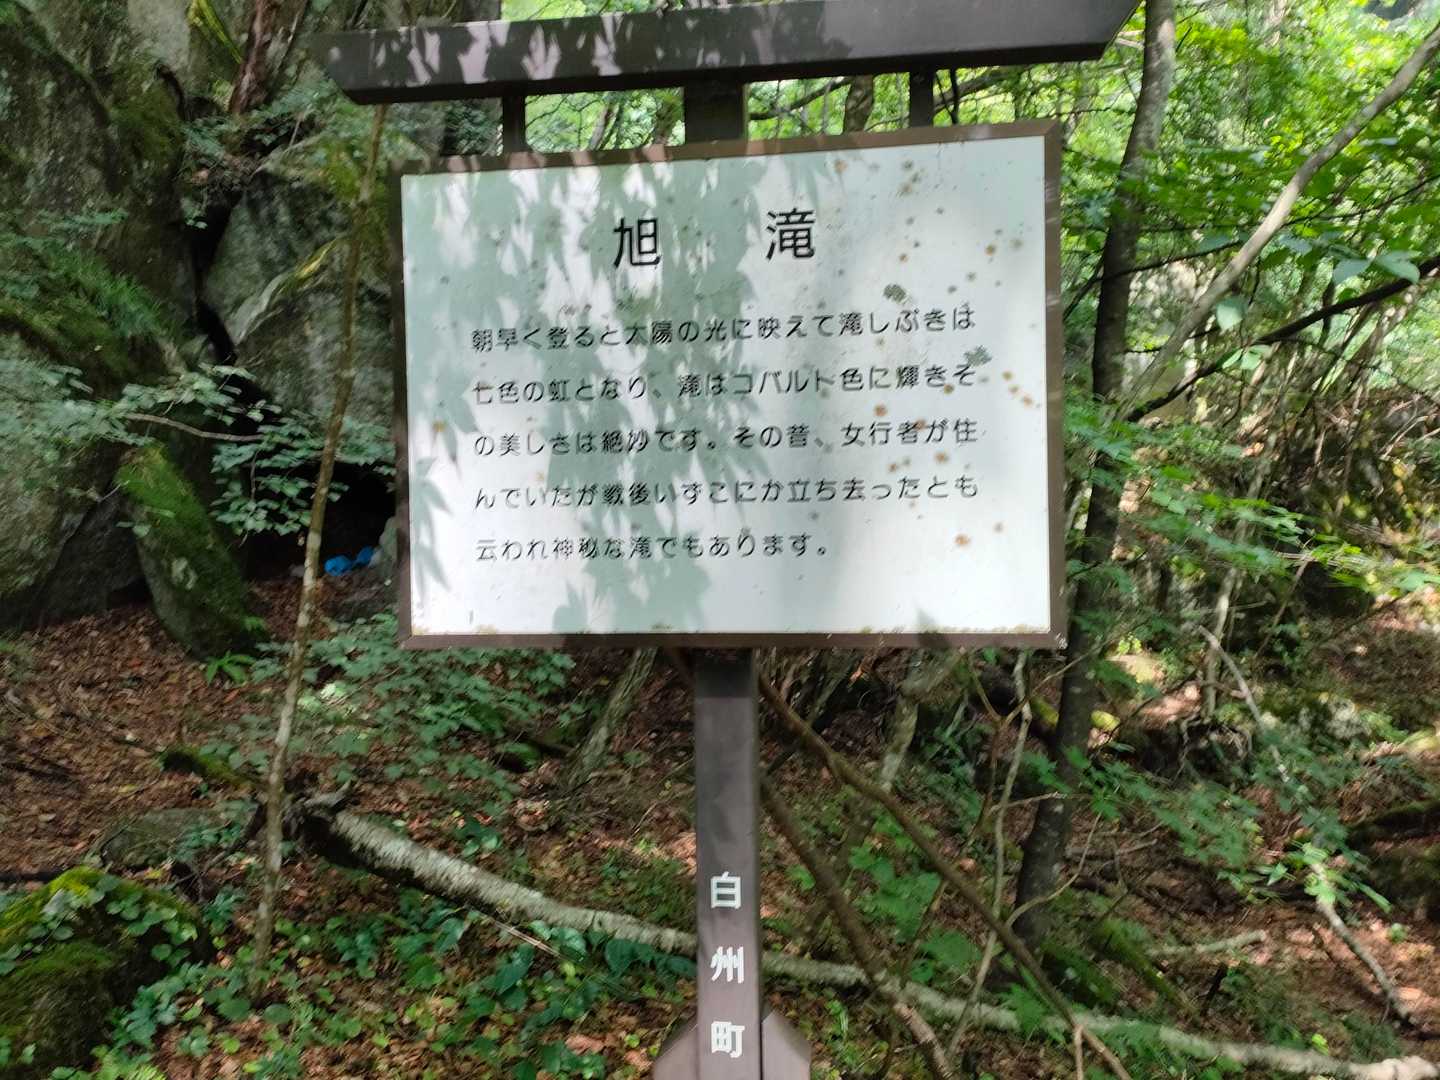 旭滝
朝早く登ると太陽の光に映えて滝しぶきは
七色の虹となり、滝はコバルト色に輝きそ
の美しさは絶妙です。その昔、女行者が住
んでいたが戦後いずこにか立ち去ったとも
云われ神秘な滝でもあります。
白州町